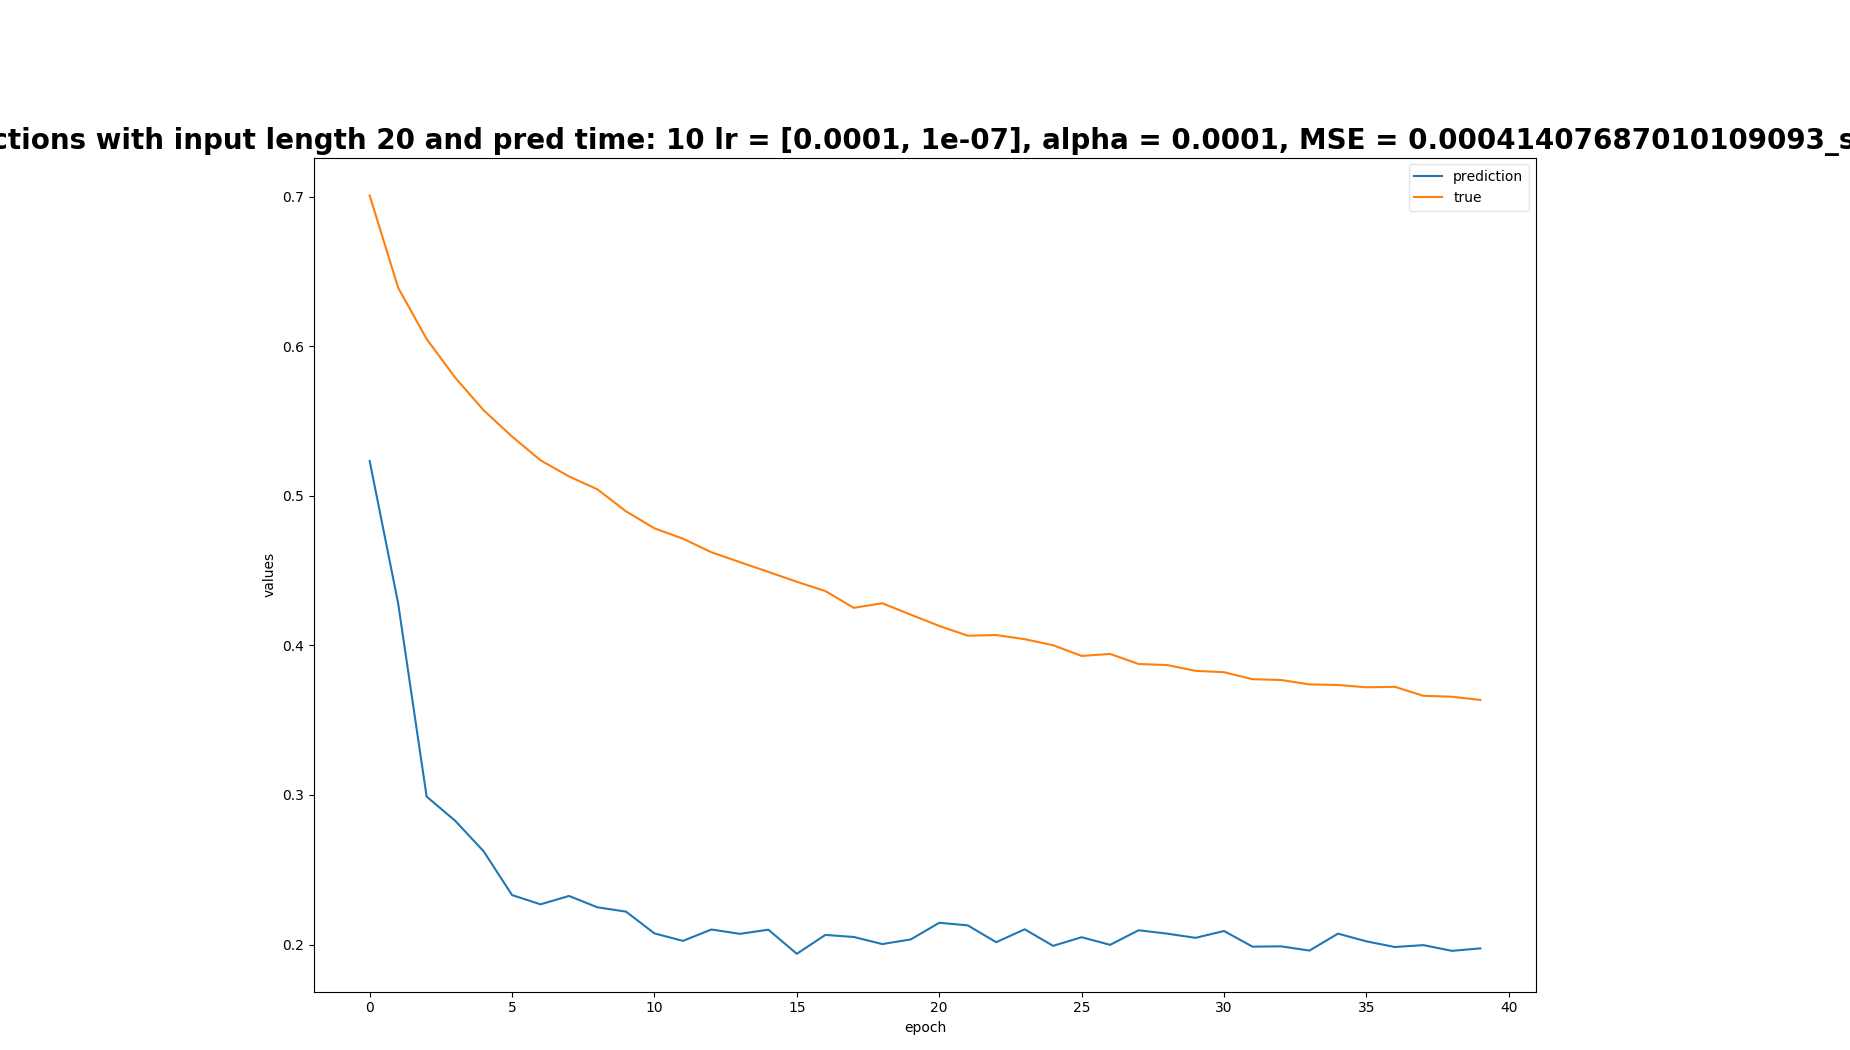 ctions with input length 20 and pred time: 10 lr = [0.0001, 1e-07], alpha = 0.0001, MSE = 0.00041407687010109093_s
prediction
true
0.7
0.6
0.5
0.4
0.3
0.2
values
0 5 10 15 20 25 30 35 40
epoch